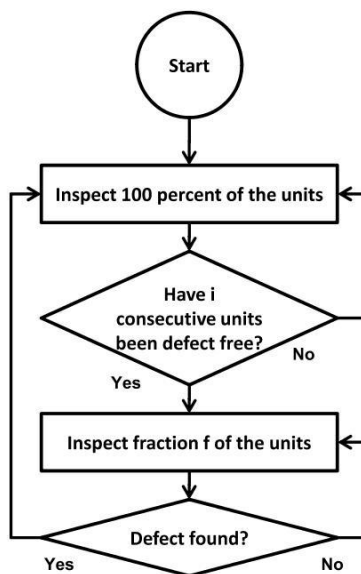 Start
Inspect 100 percent of the units
Have i
consecutive units
been defect free?
No
Yes
Inspect fraction f of the units
Defect found?
Yes
No